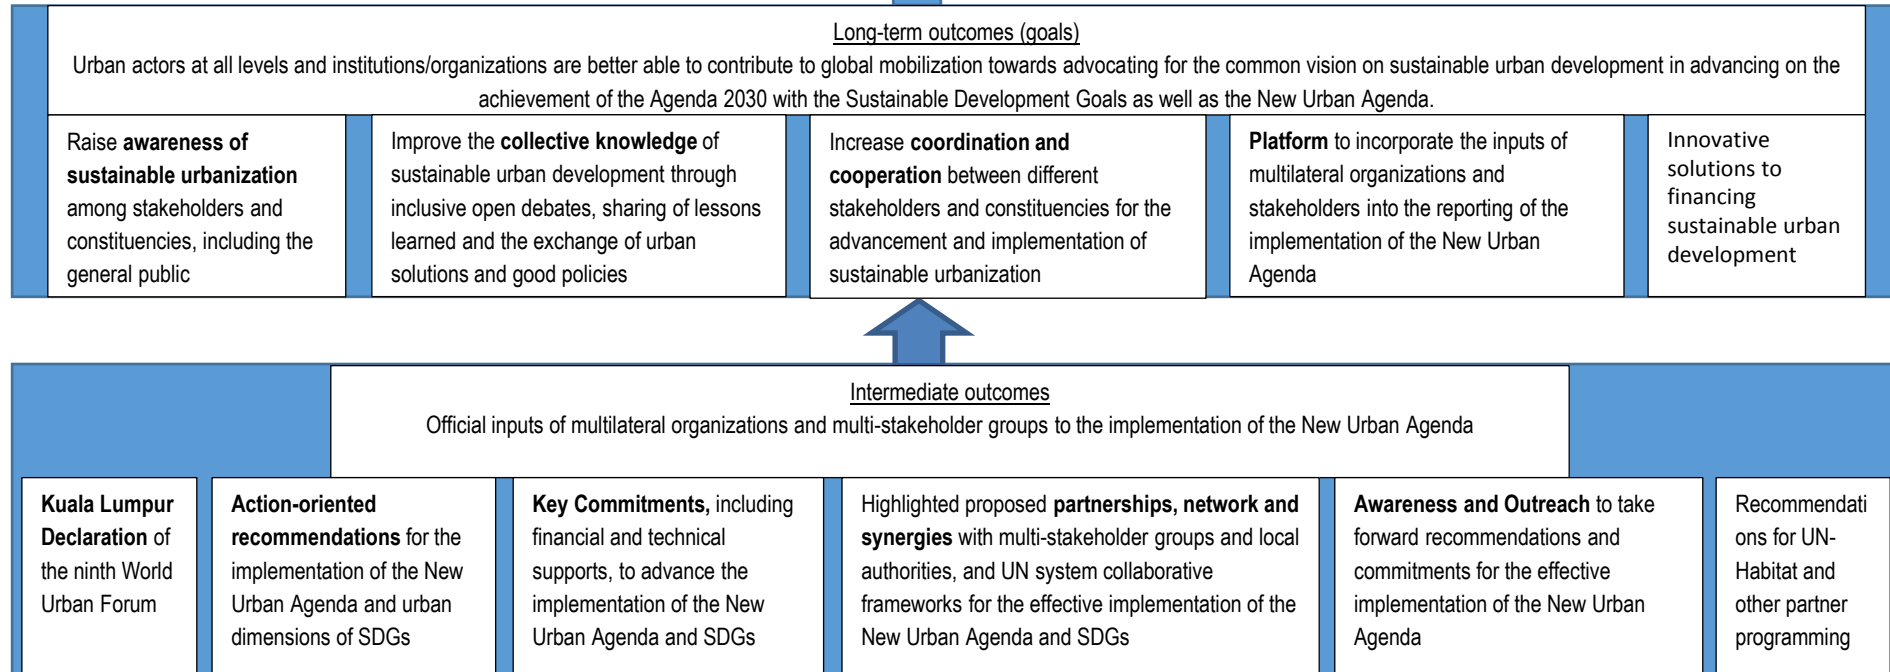 Long-term outcomes (goals)
Urban actors at all levels and institutions/organizations are better able to contribute to global mobilization towards advocating for the common vision on sustainable urban development in advancing on the
achievement of the Agenda 2030 with the Sustainable Development Goals as well as the New Urban Agenda.
Raise awareness of
sustainable urbanization
among stakeholders and
constituencies, including the
general public
Improve the collective knowledge of
sustainable urban development through
inclusive open debates, sharing of lessons
learned and the exchange of urban
solutions and good policies
Increase coordination and
cooperation between different
stakeholders and constituencies for the
advancement and implementation of
sustainable urbanization
Platform to incorporate the inputs of
multilateral organizations and
stakeholders into the reporting of the
implementation of the New Urban
Agenda
Innovative
solutions to
financing
sustainable urban
development
Intermediate outcomes
Official inputs of multilateral organizations and multi-stakeholder groups to the implementation of the New Urban Agenda
Kuala Lumpur
Declaration of
the ninth World
Urban Forum
Action-oriented
recommendations for the
implementation of the New
Urban Agenda and urban
dimensions of SDGs
Key Commitments, including
financial and technical
supports, to advance the
implementation of the New
Urban Agenda and SDGs
Highlighted proposed partnerships, network and
synergies with multi-stakeholder groups and local
authorities, and UN system collaborative
frameworks for the effective implementation of the
New Urban Agenda and SDGs
Awareness and Outreach to take
forward recommendations and
commitments for the effective
implementation of the New Urban
Agenda
Recommendati
ons for UN-
Habitat and
other partner
programming